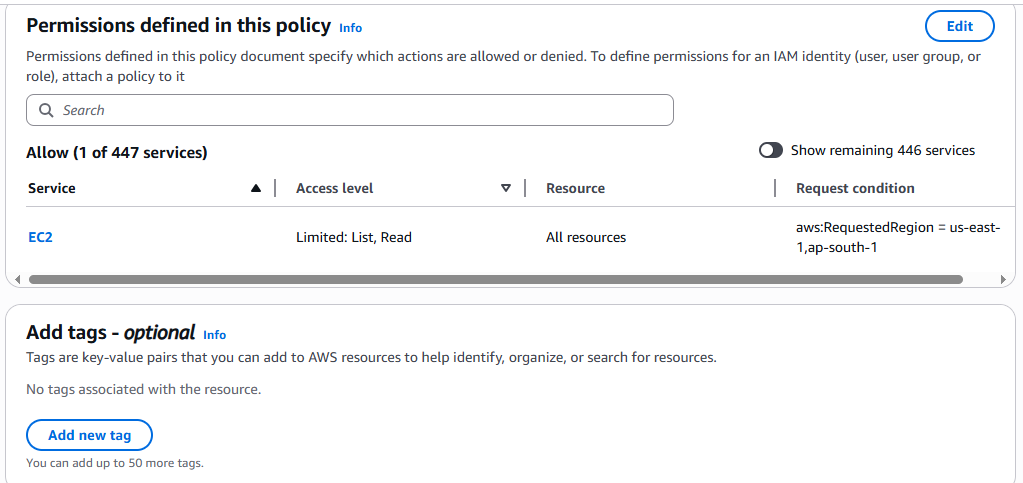 Permissions defined in this policy Info
Edit
Permissions defined in this policy document specify which actions are allowed or denied. To define permissions for an IAM identity (user, user group, or
role), attach a policy to it
Search
Allow (1 of 447 services)
Show remaining 446 services
Service Access level Resource Request condition
EC2 Limited: List, Read All resources aws:RequestedRegion = us-east-
1,ap-south-1
Add tags - optional Info
Tags are key-value pairs that you can add to AWS resources to help identify, organize, or search for resources.
No tags associated with the resource.
Add new tag
You can add up to 50 more tags.